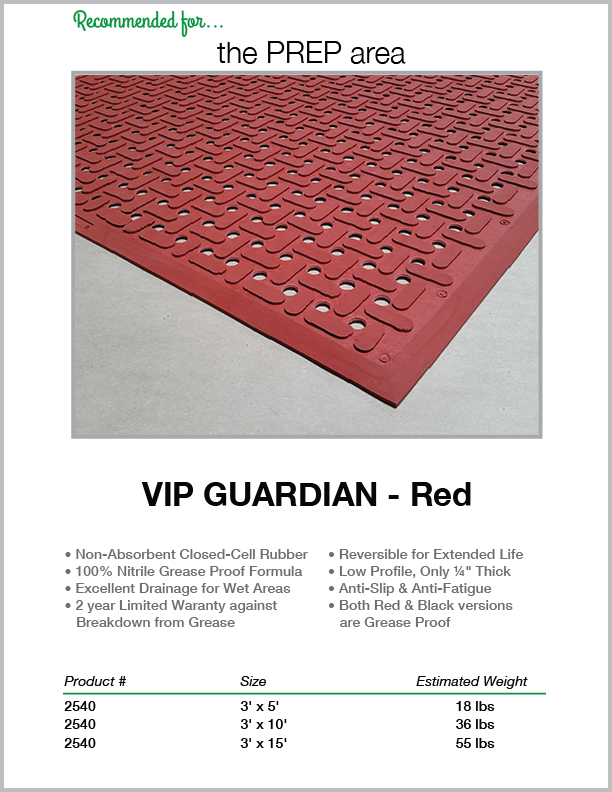 Recommended for...
the PREP area
VIP GUARDIAN - Red
• Non-Absorbent Closed-Cell Rubber
• 100% Nitrile Grease Proof Formula
• Excellent Drainage for Wet Areas
• 2 year Limited Waranty against
Breakdown from Grease
• Reversible for Extended Life
• Low Profile, Only ¼" Thick
• Anti-Slip & Anti-Fatigue
• Both Red & Black versions
are Grease Proof
Product # Size Estimated Weight
2540 3' x 5' 18 lbs
2540 3' x 10' 36 lbs
2540 3' x 15' 55 lbs